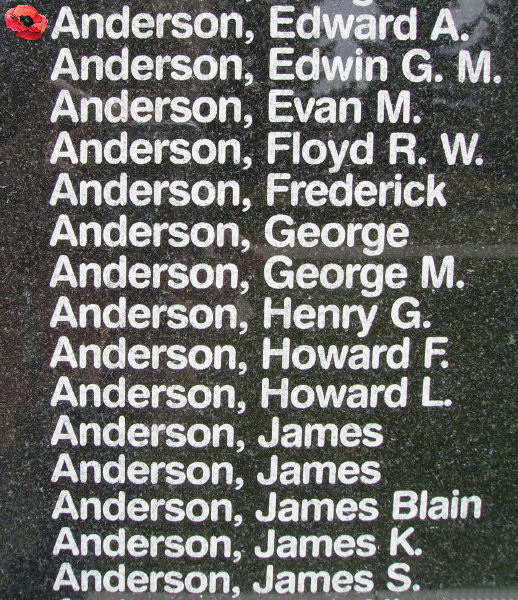 Anderson, Edward A.
Anderson, Edwin G. M.
Anderson, Evan M.
Anderson, Floyd R. W.
Anderson, Frederick
Anderson, George
Anderson, George M.
Anderson, Henry G.
Anderson, Howard F.
Anderson, Howard L.
Anderson, James
Anderson, James
Anderson, James Blain
Anderson, James K.
Anderson, James S.